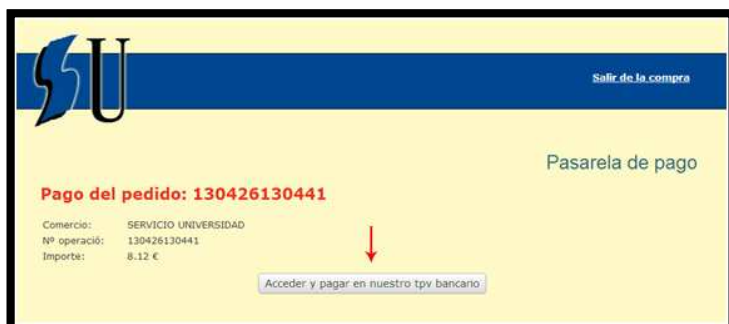 SU
Salir de la compra
Pasarela de pago
Pago del pedido: 130426130441
Comercio: SERVICIO UNIVERSIDAD
Nº operació: 130426130441
Importe: 8.12 €
Acceder y pagar en nuestro tpv bancario